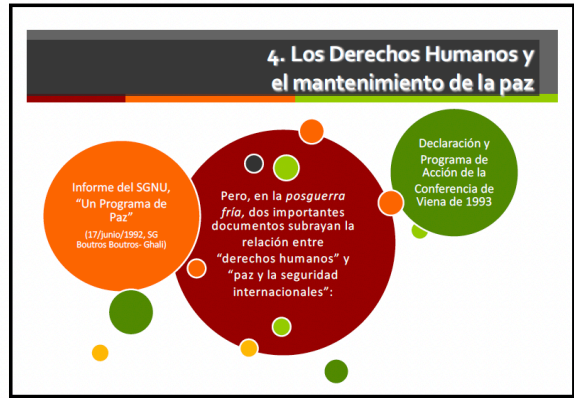 4. Los Derechos Humanos y
el mantenimiento de la paz
Informe del SGNU,
“Un Programa de
Paz”
(17/junio/1992, SG
Boutros Boutros- Ghali)
Pero, en la posguerra
fría, dos importantes
documentos subrayan la
relación entre
“derechos humanos” y
“paz y la seguridad
internacionales”:
Declaración y
Programa de
Acción de la
Conferencia de
Viena de 1993